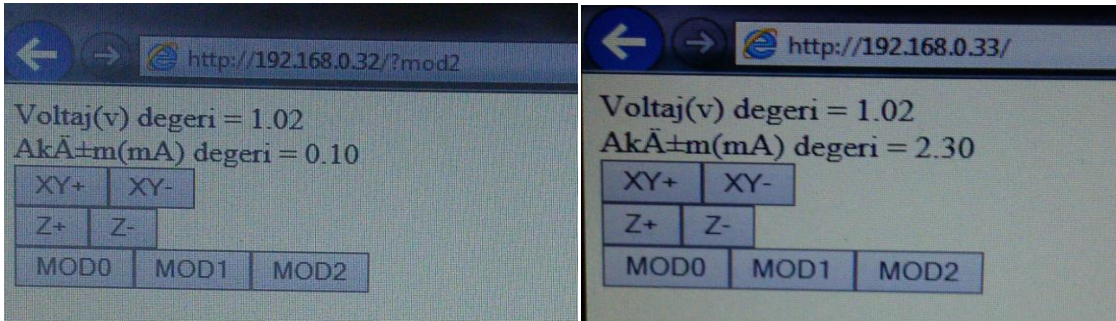 http://192.168.0.32/?mod2
Voltaj(v) degeri = 1.02
AkÄ±m(mA) degeri = 0.10
XY+ XY-
Z+ Z-
MOD0 MOD1 MOD2
http://192.168.0.33/
Voltaj(v) degeri = 1.02
AkÄ±m(mA) degeri = 2.30
XY+ XY-
Z+ Z-
MOD0 MOD1 MOD2